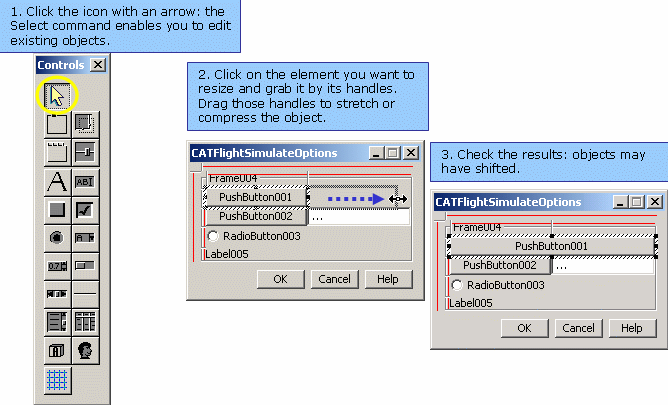 1. Click the icon with an arrow: the
Select command enables you to edit
existing objects.
Controls
A
ABI
A
0.7
2. Click on the element you want to
resize and grab it by its handles.
Drag those handles to stretch or
compress the object.
CATFlightSimulateOptions
Frame004
PushButton001
PushButton002 ...
RadioButton003
Label005
OK Cancel Help
3. Check the results: objects may
have shifted.
CATFlightSimulateOptions
Frame004
PushButton001
PushButton002 ...
RadioButton003
Label005
OK Cancel Help